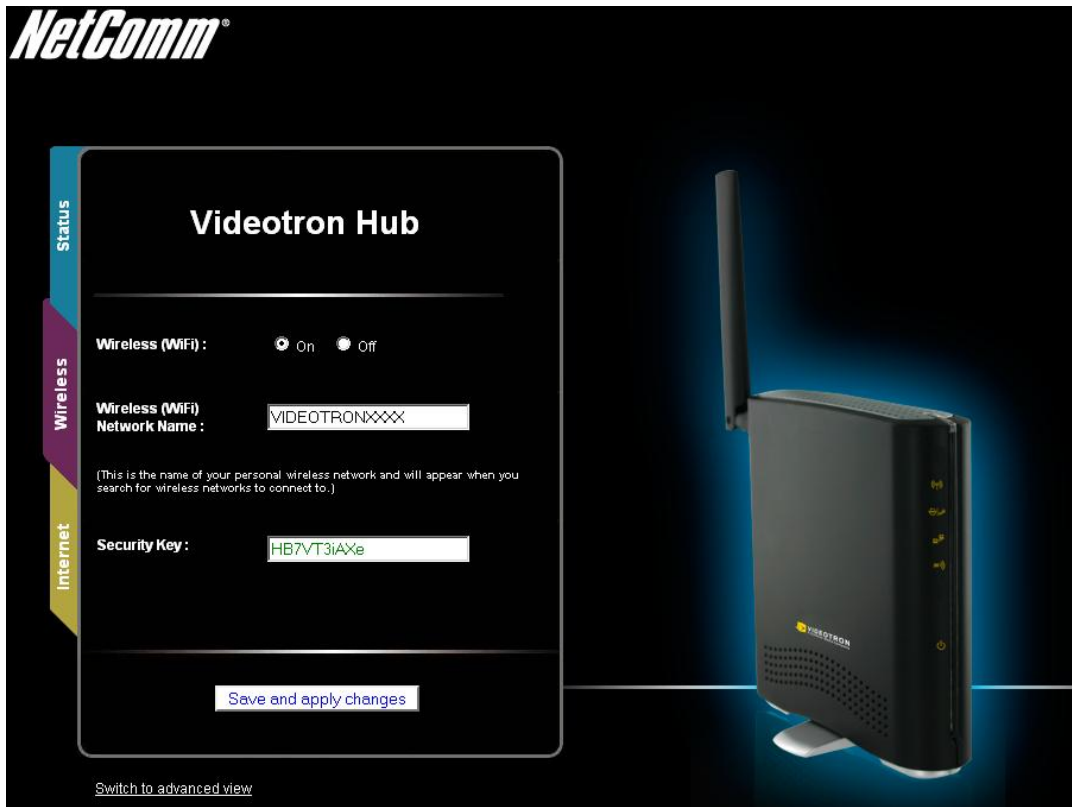 NetComm®
Status
Wireless
Internet
Videotron Hub
Wireless (WiFi) :
On
Off
Wireless (WiFi)
Network Name :
VIDEOTRONXXXX
(This is the name of your personal wireless network and will appear when you
search for wireless networks to connect to.)
Security Key :
HB7VT3iAXe
Save and apply changes
Switch to advanced view
VIDEOTRON